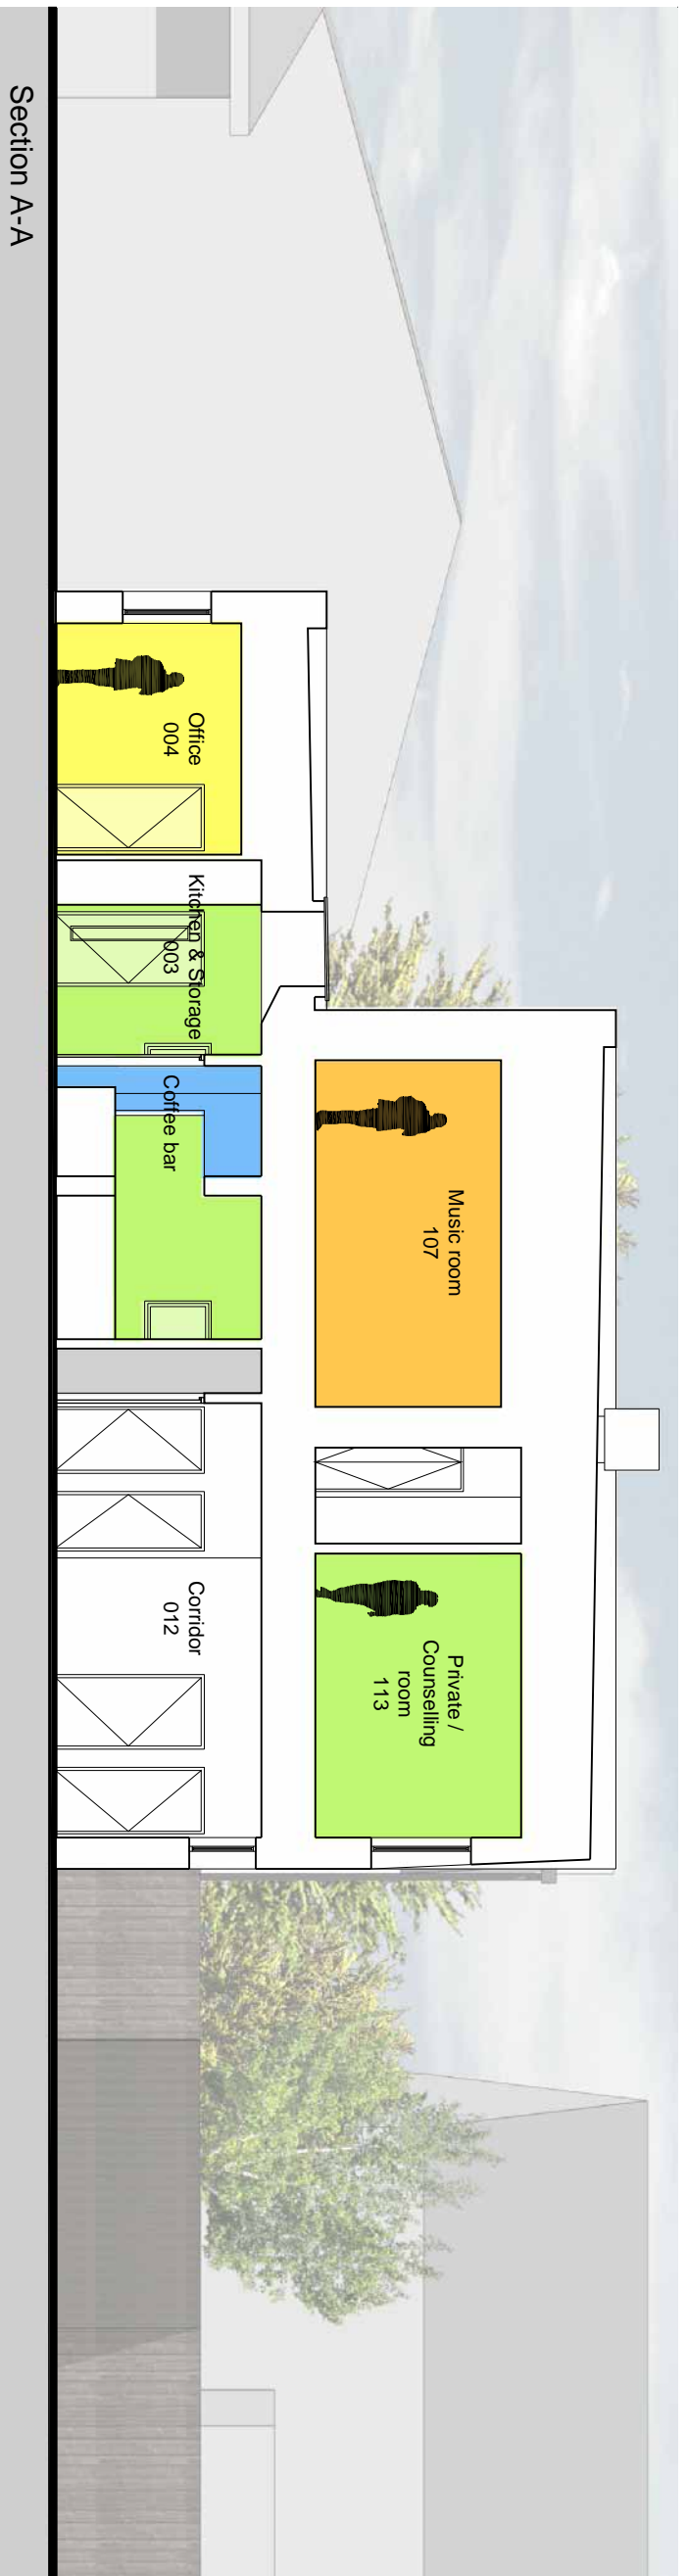 Music room
107
Private /
Counselling
room
113
Office
004
Kitchen & Storage
003
Coffee bar
Corridor
012
Section A-A